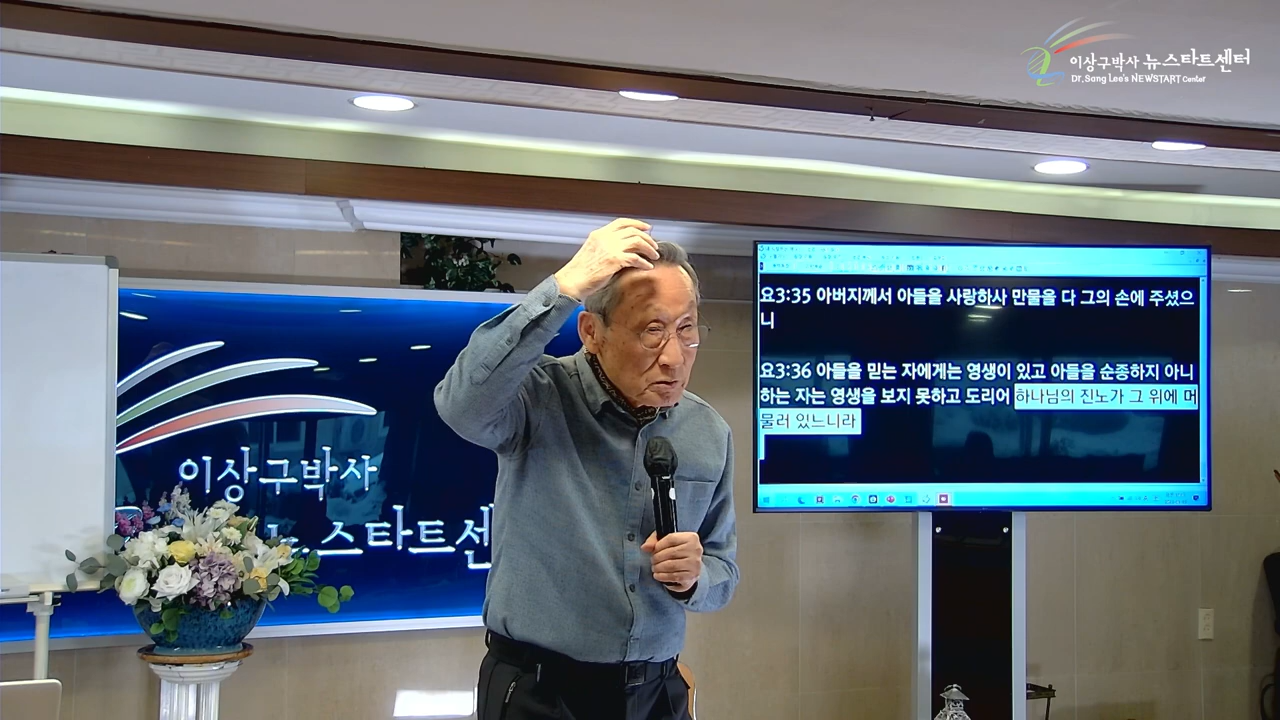 이상구박사 뉴스타트센터
Dr. Sang Lee's NEWSTART Center
요3:35 아버지께서 아들을 사랑하사 만물을 다 그의 손에 주셨으
니
요3:36 아들을 믿는 자에게는 영생이 있고 아들을 순종하지 아니
하는 자는 영생을 보지 못하고 도리어 하나님의 진노가 그 위에 머
물러 있느니라
이상구박사
뉴스타트센